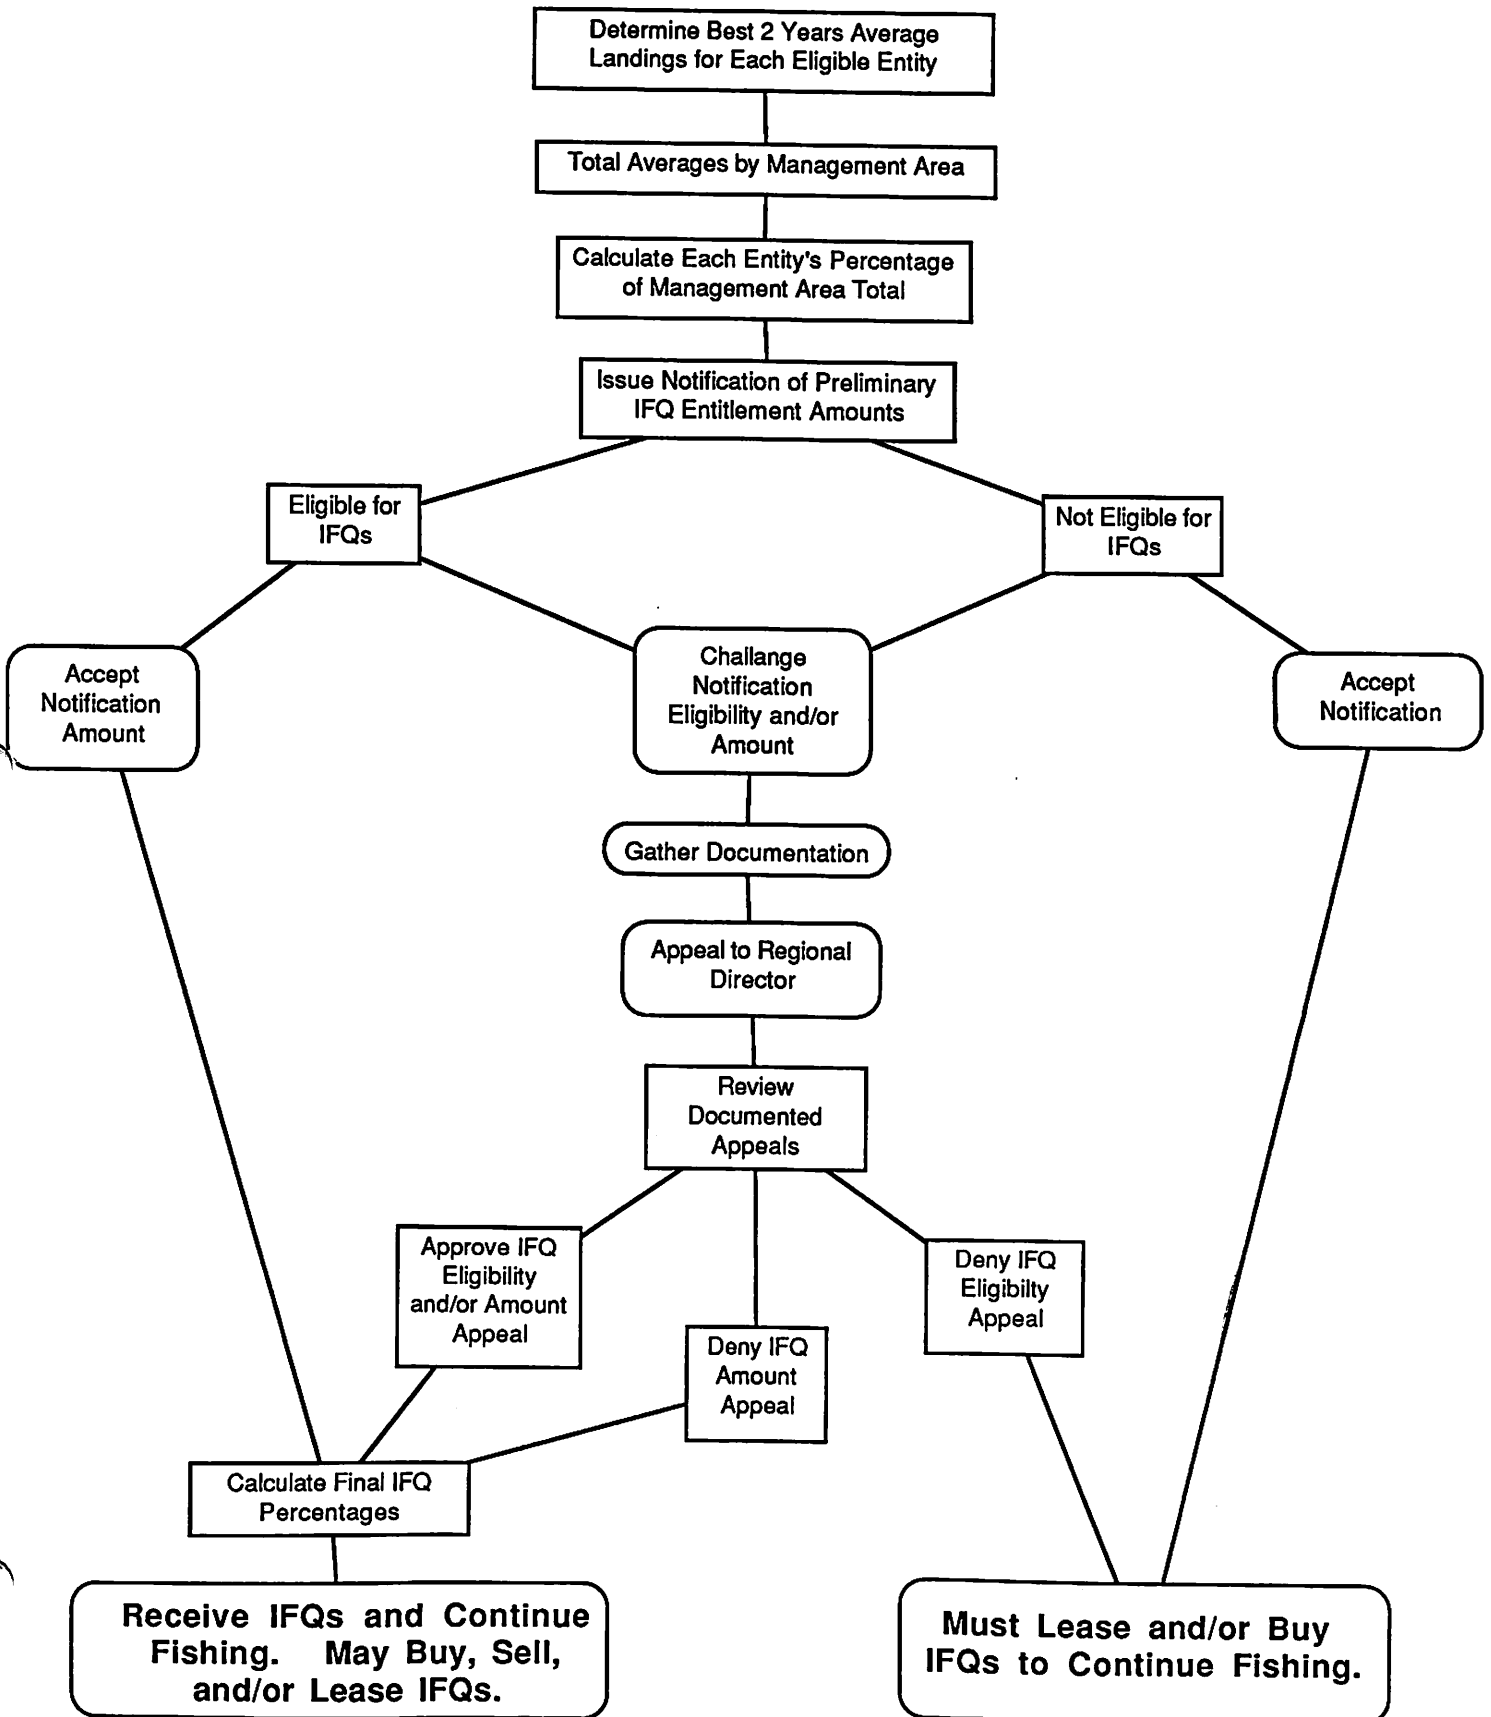 Determine Best 2 Years Average
Landings for Each Eligible Entity
Total Averages by Management Area
Calculate Each Entity's Percentage
of Management Area Total
Issue Notification of Preliminary
IFQ Entitlement Amounts
Eligible for
IFQs
Not Eligible for
IFQs
Accept
Notification
Amount
Challange
Notification
Eligibility and/or
Amount
Accept
Notification
Gather Documentation
Appeal to Regional
Director
Review
Documented
Appeals
Approve IFQ
Eligibility
and/or Amount
Appeal
Deny IFQ
Amount
Appeal
Deny IFQ
Eligibilty
Appeal
Calculate Final IFQ
Percentages
Receive IFQs and Continue
Fishing. May Buy, Sell,
and/or Lease IFQs.
Must Lease and/or Buy
IFQs to Continue Fishing.